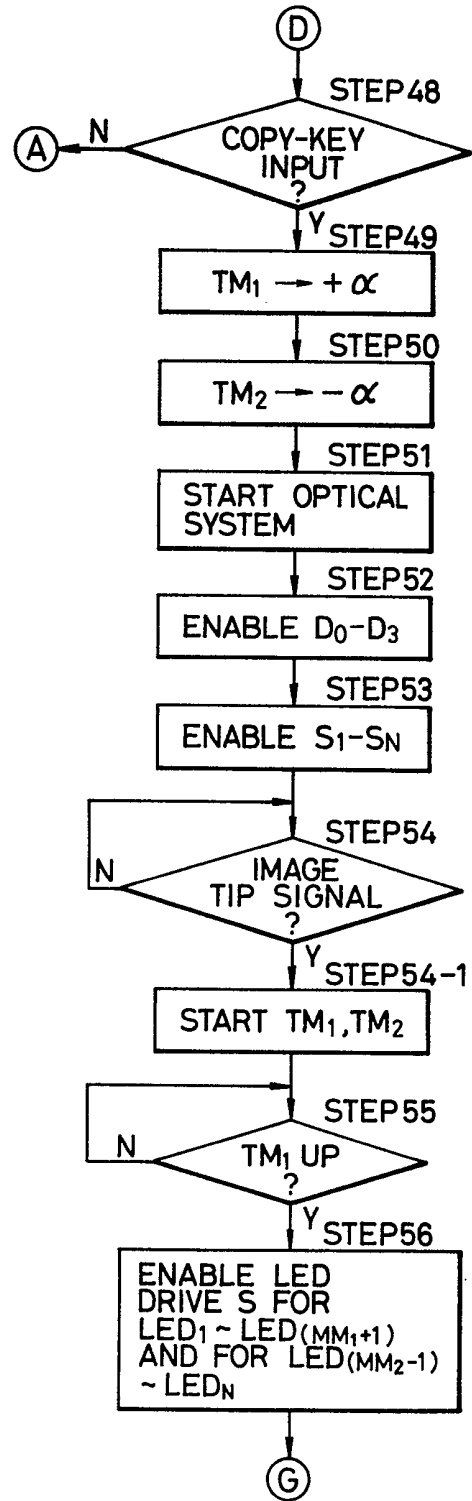 D
STEP48
A
N
COPY-KEY
INPUT
?
Y
STEP49
TM₁ → + α
STEP50
TM₂ → − α
STEP51
START OPTICAL
SYSTEM
STEP52
ENABLE D₀-D₃
STEP53
ENABLE S₁-S_N
STEP54
N
IMAGE
TIP SIGNAL
?
Y
STEP54-1
START TM₁,TM₂
STEP55
N
TM₁ UP
?
Y
STEP56
ENABLE LED
DRIVE S FOR
LED₁ ~ LED(MM₁+1)
AND FOR LED(MM₂-1)
~ LED_N
G